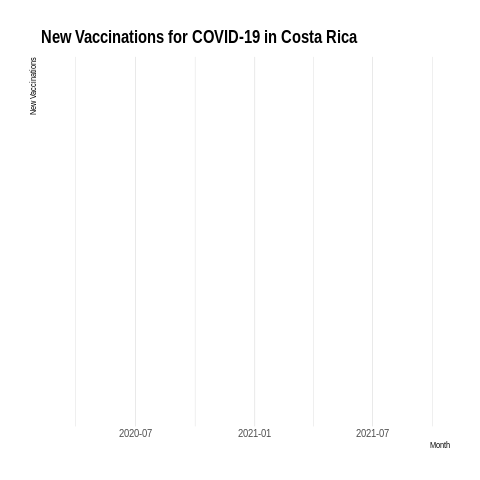 New Vaccinations for COVID-19 in Costa Rica
New Vaccinations
2020-07
2021-01
2021-07
Month